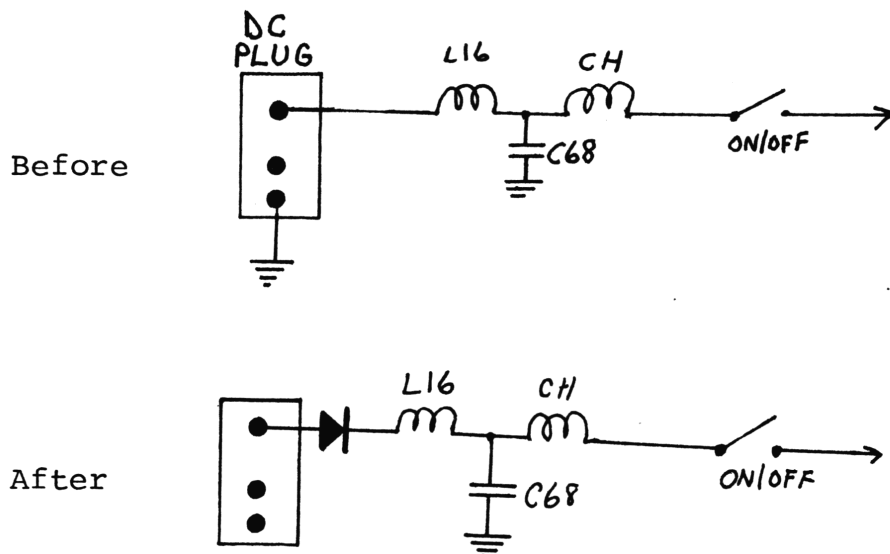 DC
PLUG
L16
CH
C68
ON/OFF
Before
L16
CH
C68
ON/OFF
After